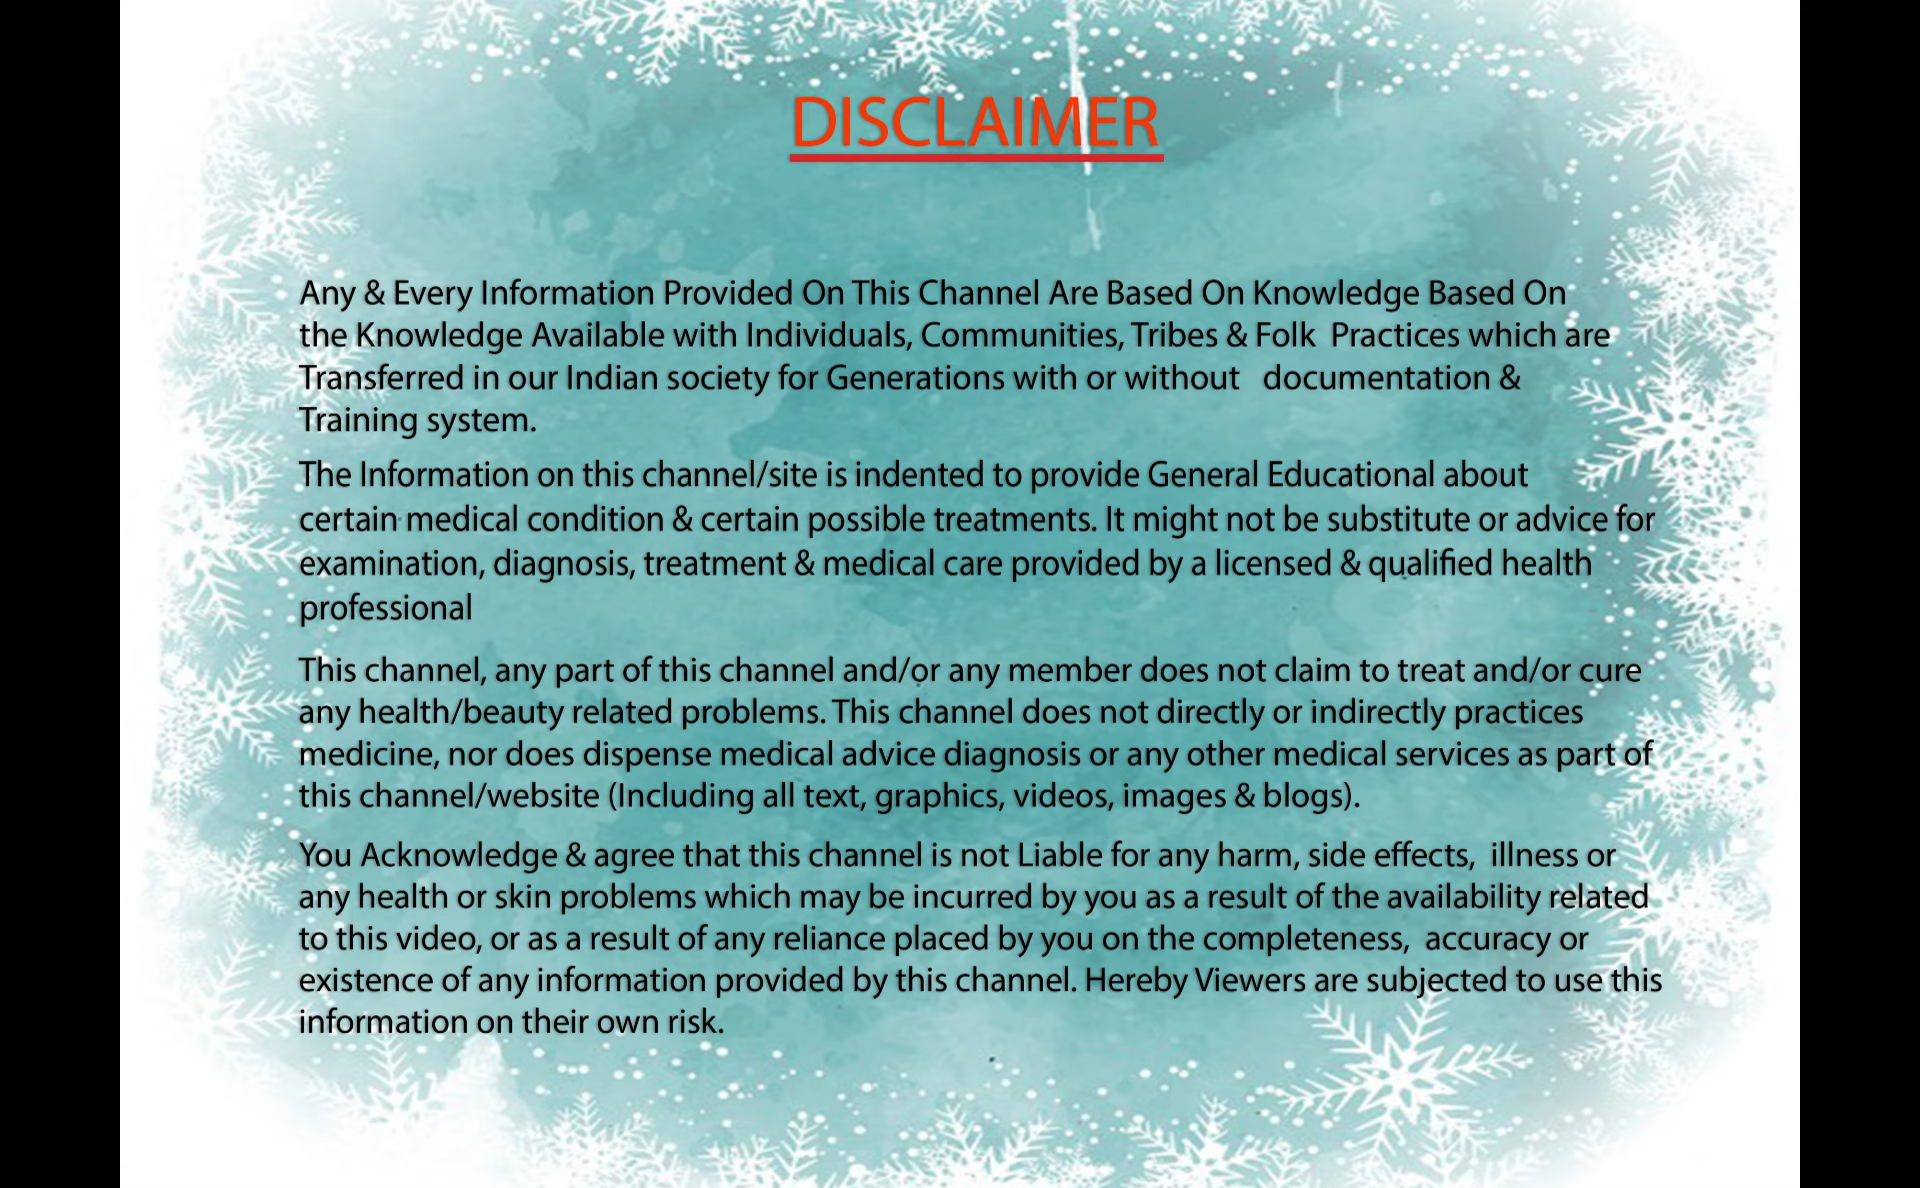 DISCLAIMER
Any & Every Information Provided On This Channel Are Based On Knowledge Based On
the Knowledge Available with Individuals, Communities, Tribes & Folk Practices which are
Transferred in our Indian society for Generations with or without documentation &
Training system.
The Information on this channel/site is indented to provide General Educational about
certain medical condition & certain possible treatments. It might not be substitute or advice for
examination, diagnosis, treatment & medical care provided by a licensed & qualified health
professional
This channel, any part of this channel and/or any member does not claim to treat and/or cure
any health/beauty related problems. This channel does not directly or indirectly practices
medicine, nor does dispense medical advice diagnosis or any other medical services as part of
this channel/website (Including all text, graphics, videos, images & blogs).
You Acknowledge & agree that this channel is not Liable for any harm, side effects, illness or
any health or skin problems which may be incurred by you as a result of the availability related
to this video, or as a result of any reliance placed by you on the completeness, accuracy or
existence of any information provided by this channel. Hereby Viewers are subjected to use this
information on their own risk.